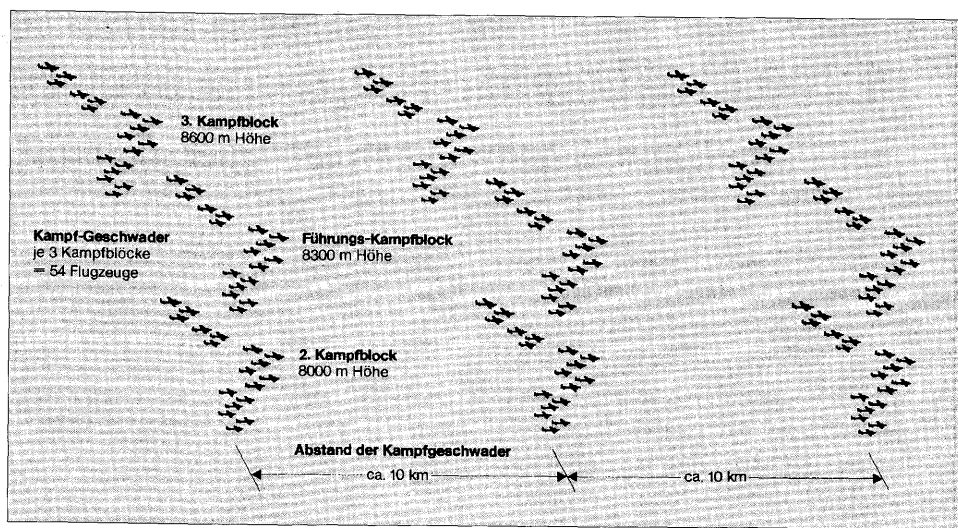 3. Kampfblock
8600 m Höhe
Kampf-Geschwader
je 3 Kampfblöcke
= 54 Flugzeuge
Führungs-Kampfblock
8300 m Höhe
2. Kampfblock
8000 m Höhe
Abstand der Kampfgeschwader
ca. 10 km
ca. 10 km